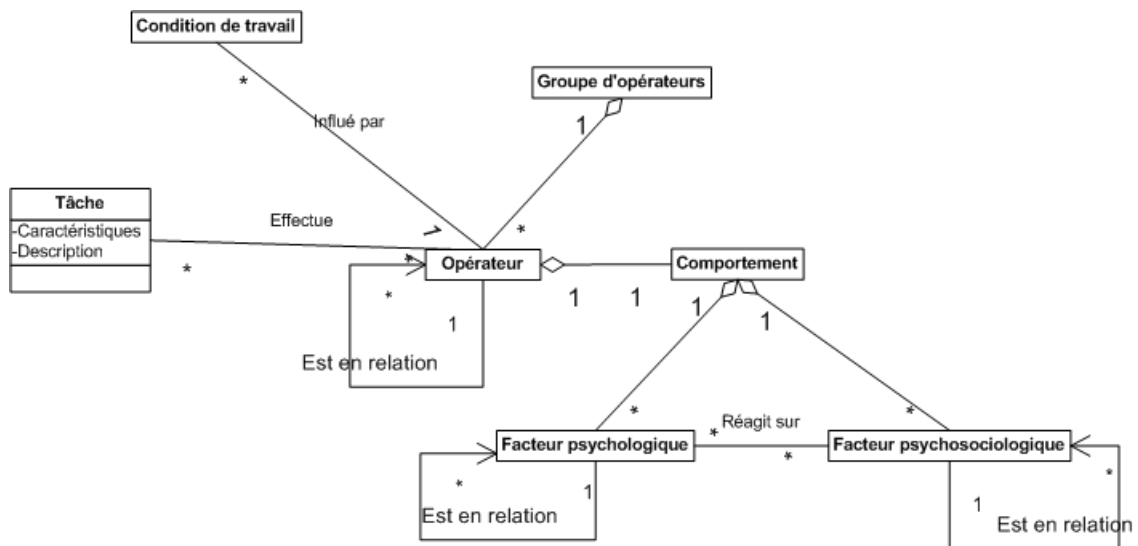 Condition de travail
*
Groupe d'opérateurs
1
Influé par
Tâche
-Caractéristiques
-Description
*
Effectue
1
*
*
Opérateur
*
1
Est en relation
1
1
Comportement
1
1
*
Réagit sur
*
*
*
Facteur psychologique
Facteur psychosociologique
*
1
Est en relation
*
1
Est en relation